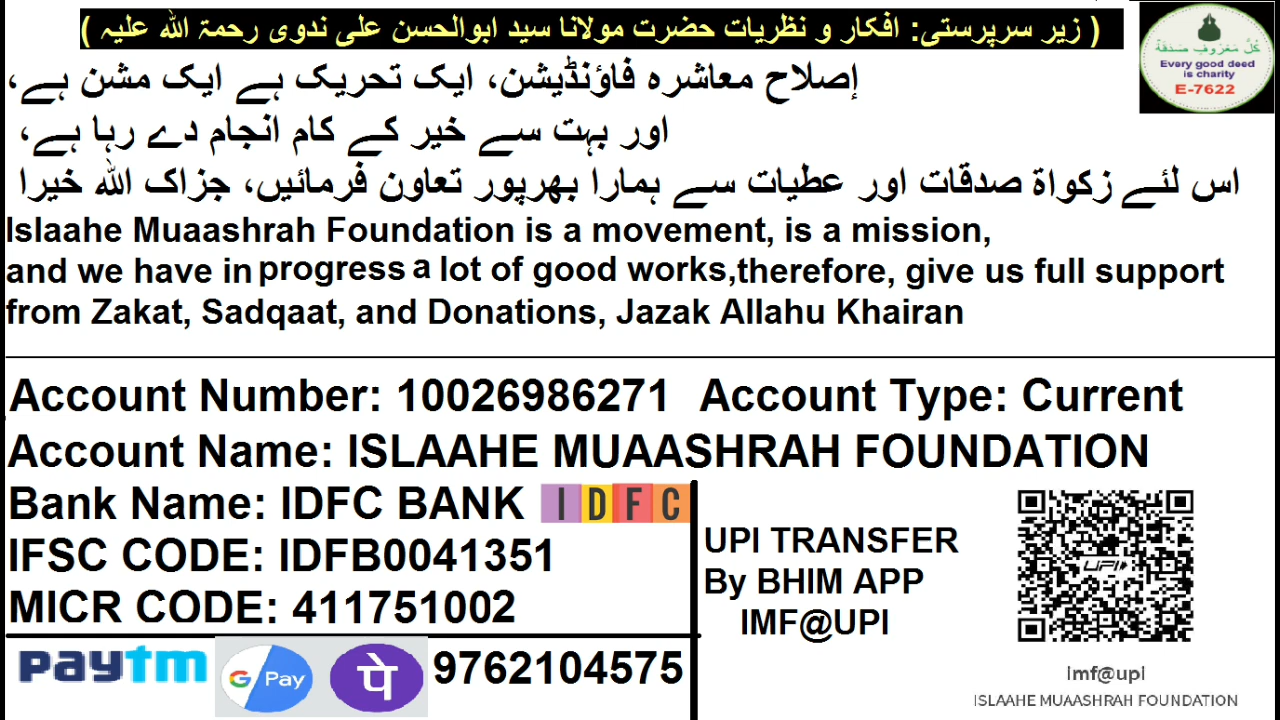 ( زیر سرپرستی: افکار و نظریات حضرت مولانا سید ابوالحسن علی ندوی رحمۃ اللہ علیہ )
كُلُّ مَعْرُوفٍ صَدَقَةٌ
Every good deed
is charity
E-7622
إصلاح معاشرہ فاؤنڈیشن، ایک تحریک ہے ایک مشن ہے،
اور بہت سے خیر کے کام انجام دے رہا ہے،
اس لئے زکواة صدقات اور عطیات سے ہمارا بھرپور تعاون فرمائیں، جزاک اللہ خیرا
Islaahe Muaashrah Foundation is a movement, is a mission,
and we have in progress a lot of good works,therefore, give us full support
from Zakat, Sadqaat, and Donations, Jazak Allahu Khairan
Account Number: 10026986271 Account Type: Current
Account Name: ISLAAHE MUAASHRAH FOUNDATION
Bank Name: IDFC BANK IDFC
IFSC CODE: IDFB0041351
MICR CODE: 411751002
UPI TRANSFER
By BHIM APP
IMF@UPI
UPI
imf@upi
ISLAAHE MUAASHRAH FOUNDATION
paytm G Pay पे 9762104575